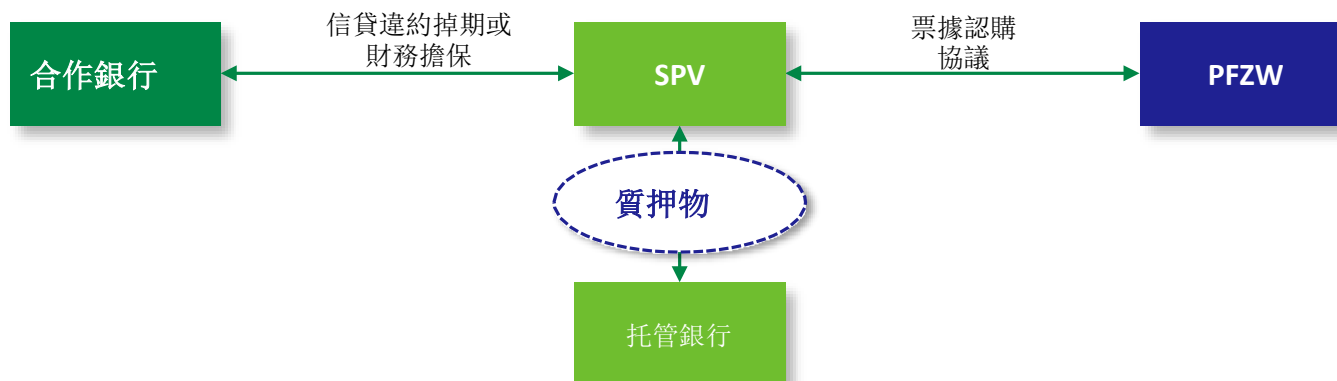 信貸違約掉期或
財務擔保
票據認購
協議
合作銀行
SPV
PFZW
質押物
托管銀行